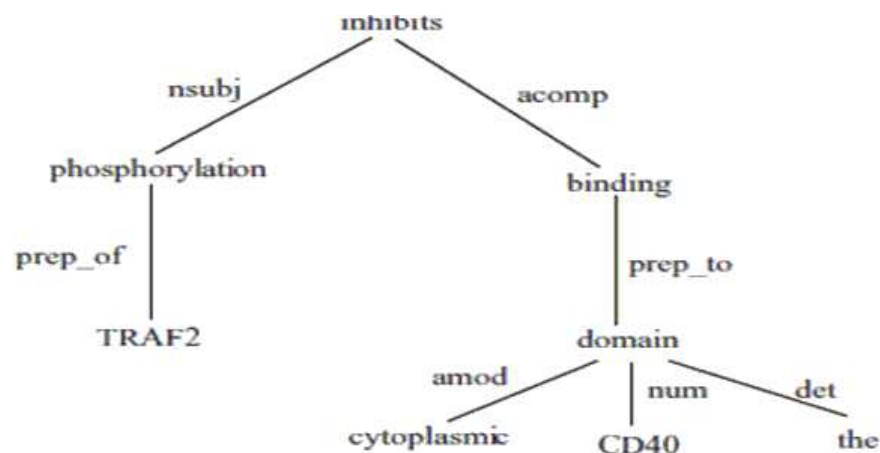 inhibits
nsubj acomp
phosphorylation binding
prep_of prep_to
TRAF2 domain
amod num det
cytoplasmic CD40 the